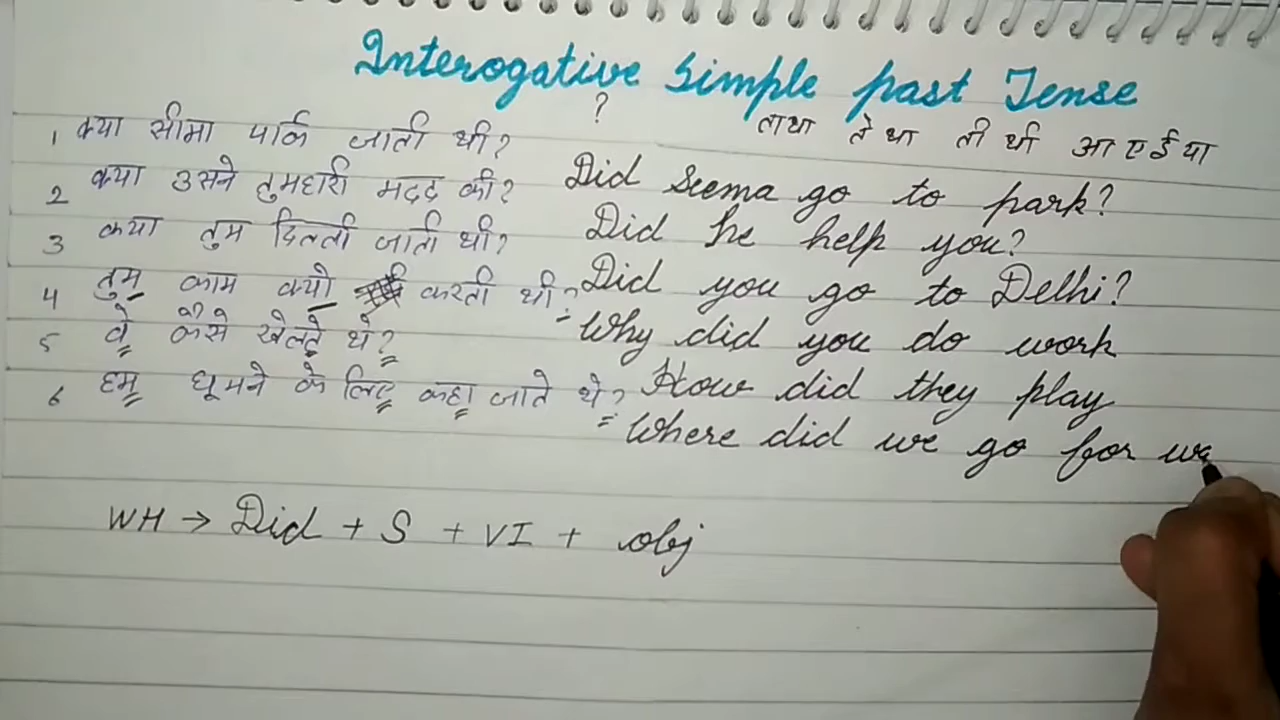 Interogative Simple past Tense
?
ता था ते था ती थी आ ए ई या
1 क्या सीमा पार्क जाती थी?
Did Seema go to park?
2 क्या उसने तुमहारी मदद की?
Did he help you?
3 क्या तुम दिल्ली जाती थी?
Did you go to Delhi?
4 तुम काम क्यो करती थी?
Why did you do work
5 वे कैसे खेलते थे?
How did they play
6 हम घूमने के लिए कहा जाते थे?
Where did we go for
WH → Did + S + VI + obj